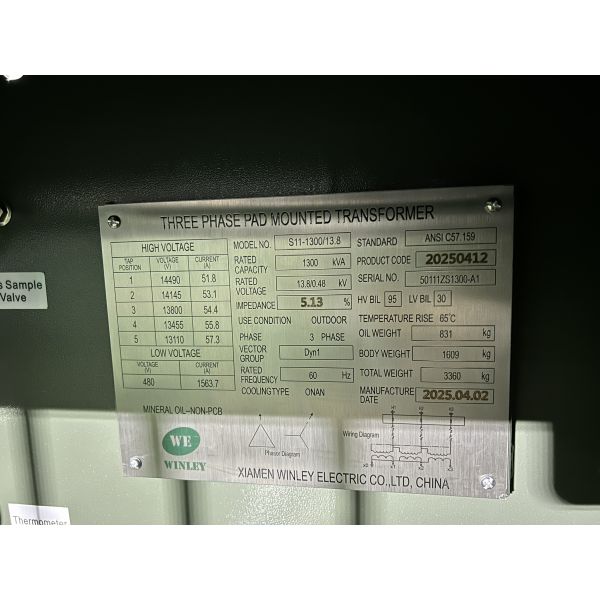 THREE PHASE PAD MOUNTED TRANSFORMER
HIGH VOLTAGE
TAP POSITION VOLTAGE (V) CURRENT (A)
1 14490 51.8
2 14145 53.1
3 13800 54.4
4 13455 55.8
5 13110 57.3
LOW VOLTAGE
VOLTAGE (V) CURRENT (A)
480 1563.7
MINERAL OIL–NON-PCB
WE
WINLEY
MODEL NO. S11-1300/13.8
RATED CAPACITY 1300 kVA
RATED VOLTAGE 13.8/0.48 kV
IMPEDANCE 5.13 %
USE CONDITION OUTDOOR
PHASE 3 PHASE
VECTOR GROUP Dyn1
RATED FREQUENCY 60 Hz
COOLING TYPE ONAN
STANDARD ANSI C57.159
PRODUCT CODE 20250412
SERIAL NO. 50111ZS1300-A1
HV BIL 95 LV BIL 30
TEMPERATURE RISE 65°C
OIL WEIGHT 831 kg
BODY WEIGHT 1609 kg
TOTAL WEIGHT 3360 kg
MANUFACTURE DATE 2025.04.02
Phasor Diagram
Wiring Diagram
XIAMEN WINLEY ELECTRIC CO.,LTD, CHINA
s Sample
Valve
Thermometer